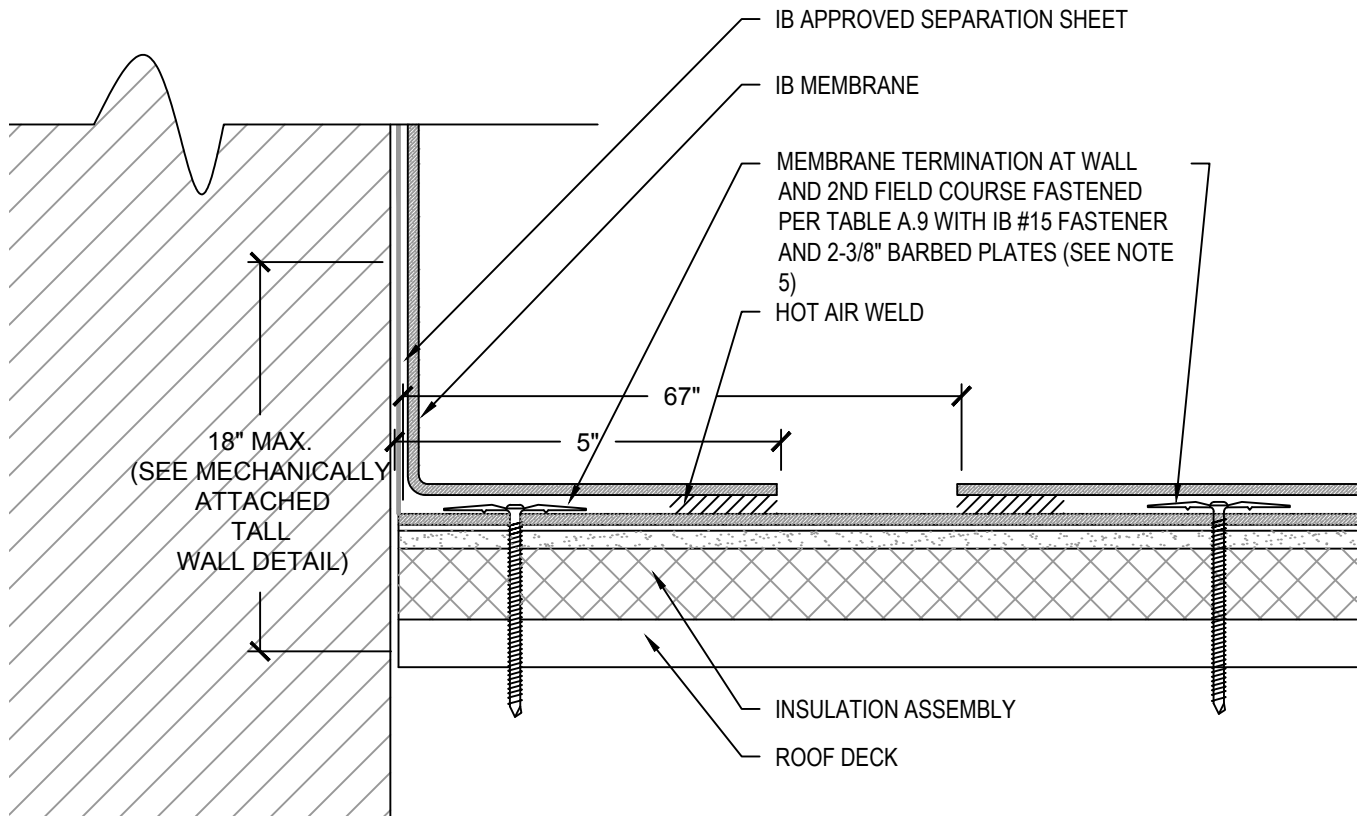 IB APPROVED SEPARATION SHEET
IB MEMBRANE
MEMBRANE TERMINATION AT WALL
AND 2ND FIELD COURSE FASTENED
PER TABLE A.9 WITH IB #15 FASTENER
AND 2-3/8" BARBED PLATES (SEE NOTE
5)
HOT AIR WELD
67"
5"
18" MAX.
(SEE MECHANICALLY
ATTACHED
TALL
WALL DETAIL)
INSULATION ASSEMBLY
ROOF DECK